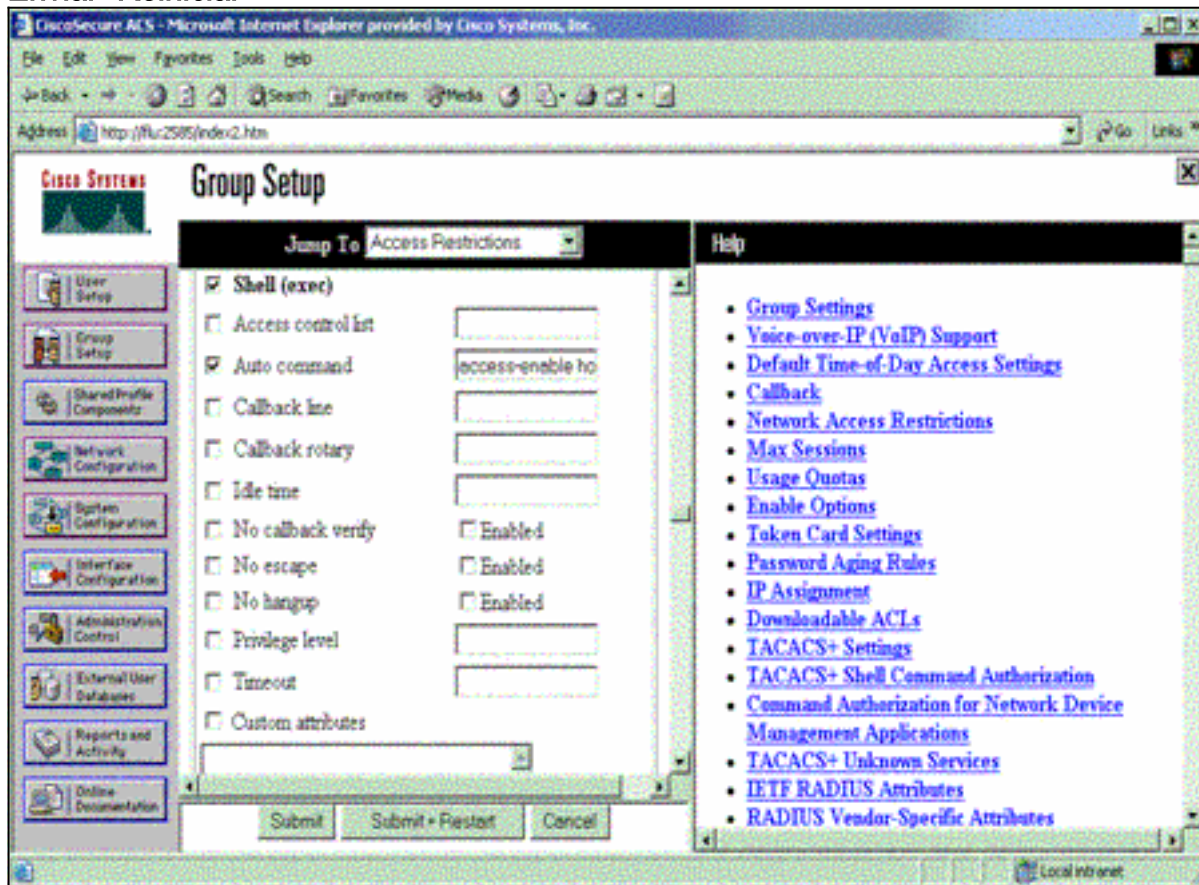 CiscoSecure ACS - Microsoft Internet Explorer provided by Cisco Systems, Inc.
File Edit View Favorites Tools Help
Back Search Favorites Media
Address http://flu:2585/index2.htm Go Links
CISCO SYSTEMS
Group Setup
Jump To Access Restrictions
User Setup
Group Setup
Shared Profile Components
Network Configuration
System Configuration
Interface Configuration
Administration Control
External User Databases
Reports and Activity
Online Documentation
Shell (exec)
Access control list
Auto command access-enable ho
Callback line
Callback rotary
Idle time
No callback verify Enabled
No escape Enabled
No hangup Enabled
Privilege level
Timeout
Custom attributes
Submit Submit + Restart Cancel
Help
Group Settings
Voice-over-IP (VoIP) Support
Default Time-of-Day Access Settings
Callback
Network Access Restrictions
Max Sessions
Usage Quotas
Enable Options
Token Card Settings
Password Aging Rules
IP Assignment
Downloadable ACLs
TACACS+ Settings
TACACS+ Shell Command Authorization
Command Authorization for Network Device
Management Applications
TACACS+ Unknown Services
IETF RADIUS Attributes
RADIUS Vendor-Specific Attributes
Local intranet